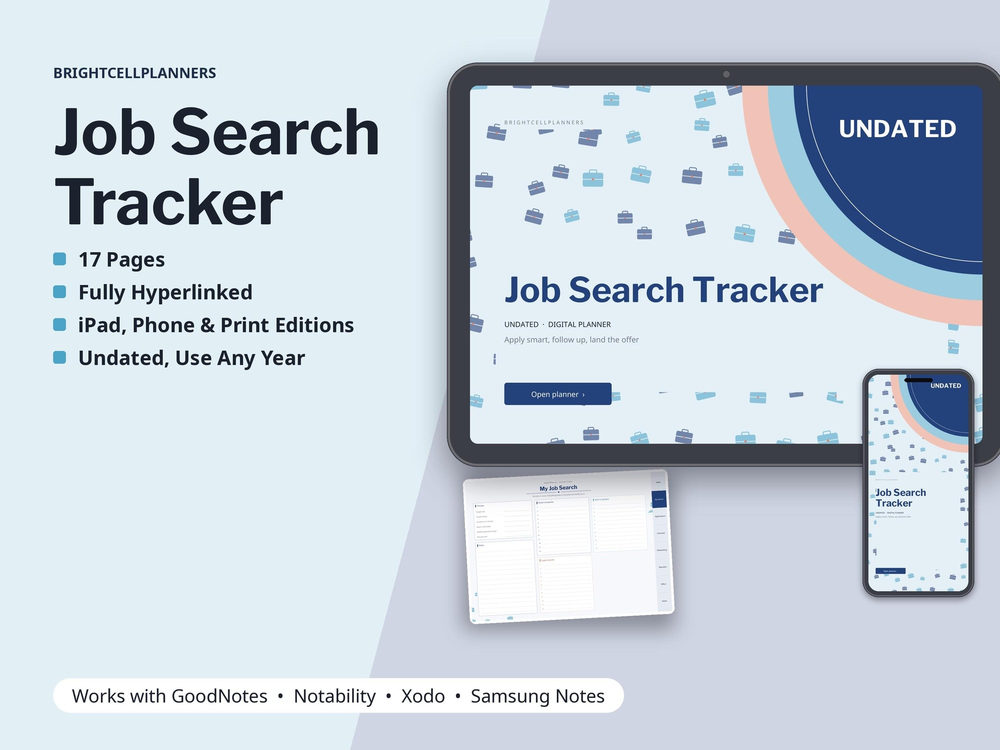 BRIGHTCELLPLANNERS
Job Search
Tracker
17 Pages
Fully Hyperlinked
iPad, Phone & Print Editions
Undated, Use Any Year
BRIGHTCELLPLANNERS
UNDATED
Job Search Tracker
UNDATED · DIGITAL PLANNER
Apply smart, follow up, land the offer
Open planner ›
My Job Search
UNDATED
Job Search
Tracker
Works with GoodNotes • Notability • Xodo • Samsung Notes